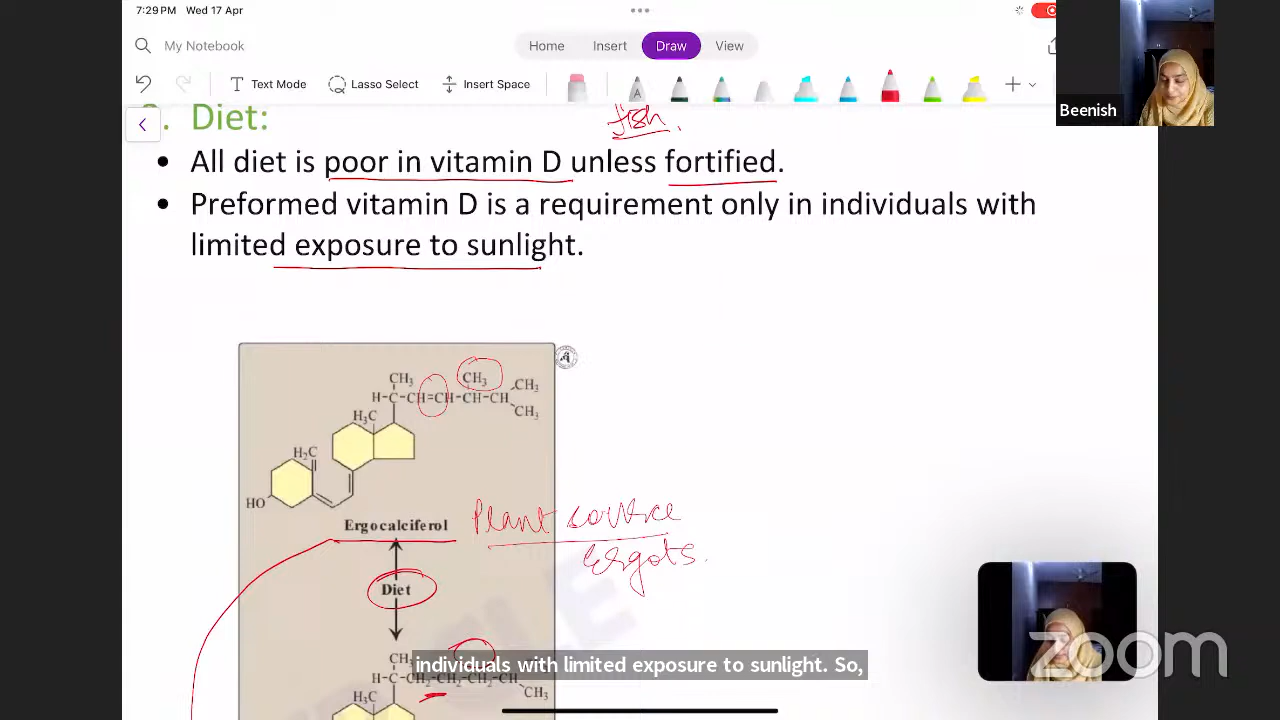 7:29 PM Wed 17 Apr
My Notebook
Home Insert Draw View
Text Mode Lasso Select Insert Space
A
Beenish
Diet:
fish.
• All diet is poor in vitamin D unless fortified.
• Preformed vitamin D is a requirement only in individuals with
limited exposure to sunlight.
CH₃ CH₃ CH₃
H-C-CH=CH-CH-CH
CH₃
H₃C
H₂C
HO
Ergocalciferol
Plant source
Ergots.
Diet
individuals with limited exposure to sunlight. So,
CH₃
H-C-CH₂-CH₂-CH₂-CH
CH₃
H₃C
zoom